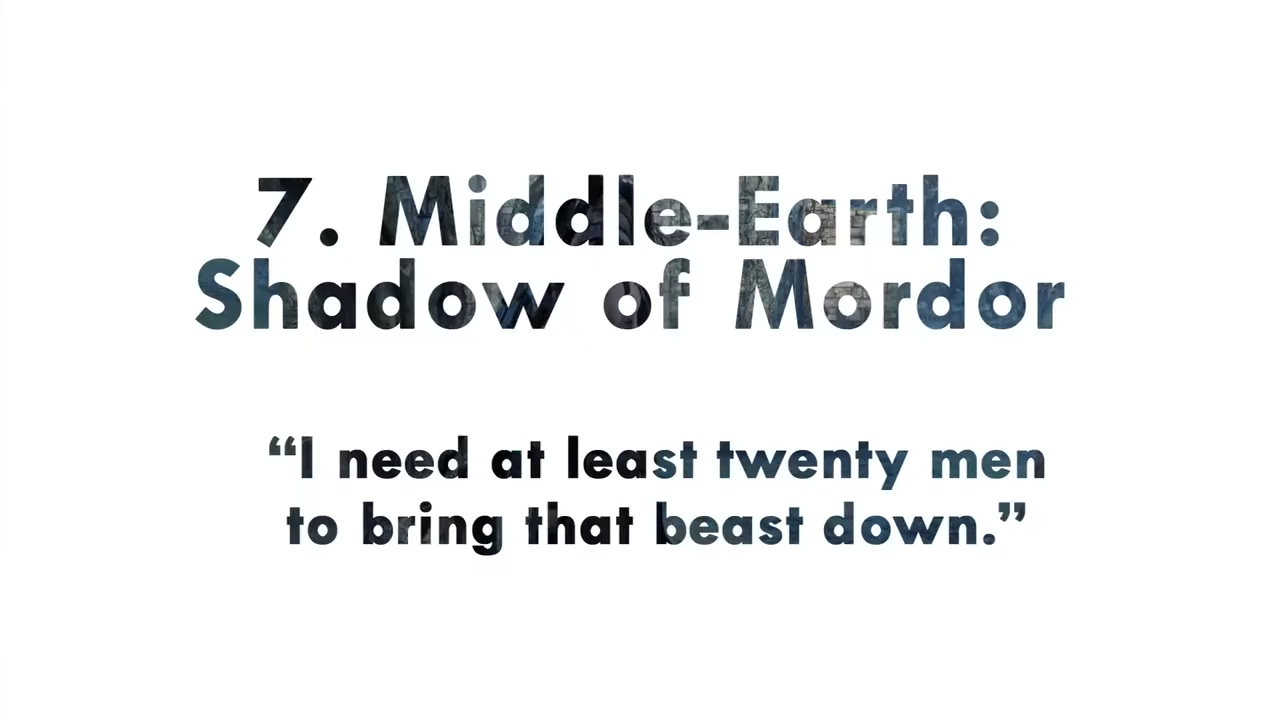 7. Middle-Earth:
Shadow of Mordor
“I need at least twenty men
to bring that beast down.”